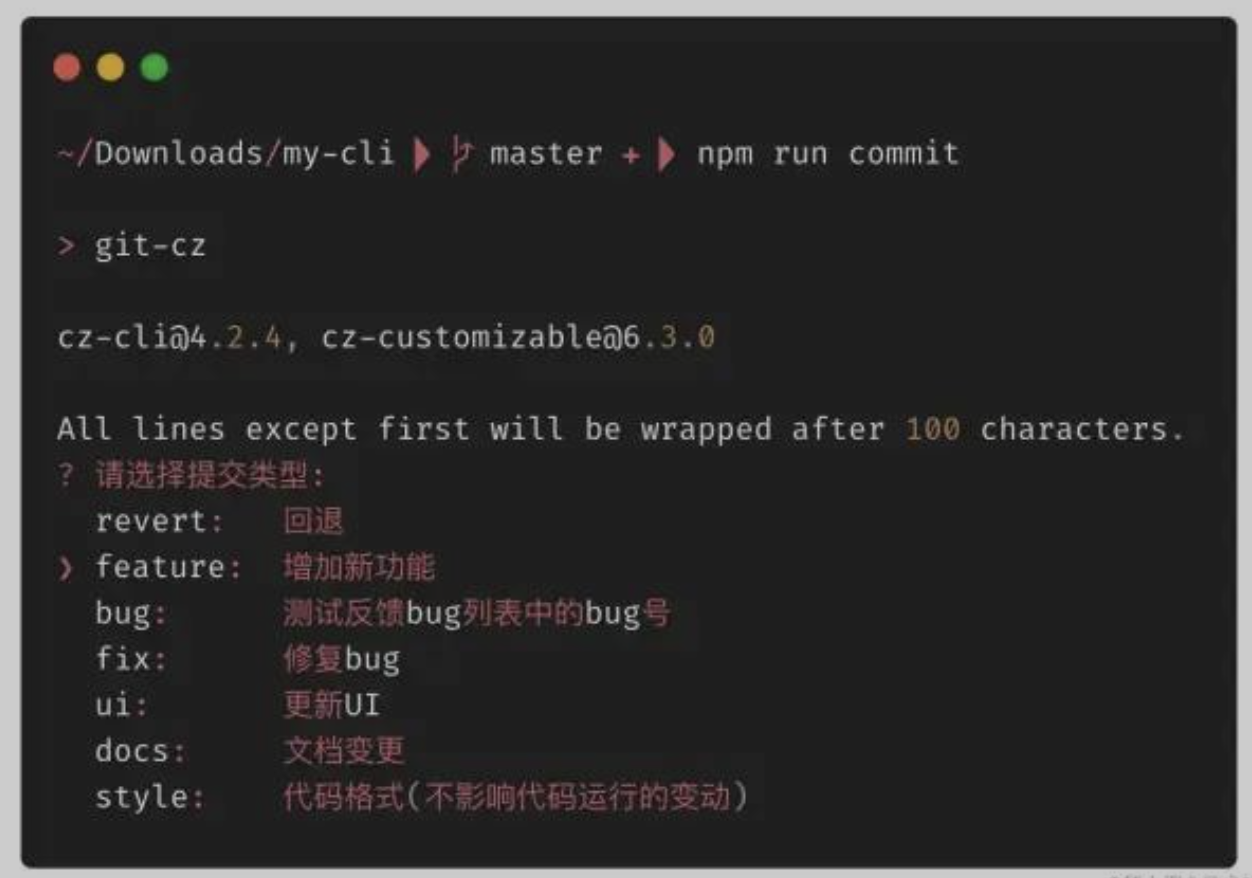 ~/Downloads/my-cli master + npm run commit
> git-cz
cz-cli@4.2.4, cz-customizable@6.3.0
All lines except first will be wrapped after 100 characters.
? 请选择提交类型:
revert: 回退
❯ feature: 增加新功能
bug: 测试反馈bug列表中的bug号
fix: 修复bug
ui: 更新UI
docs: 文档变更
style: 代码格式(不影响代码运行的变动)